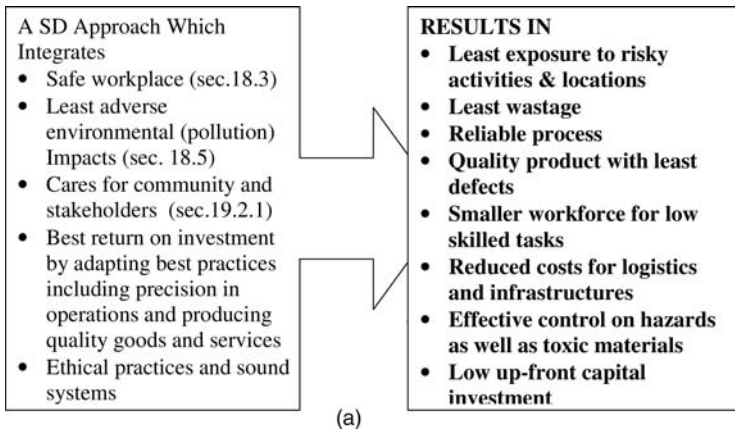 A SD Approach Which
Integrates
• Safe workplace (sec.18.3)
• Least adverse
environmental (pollution)
Impacts (sec. 18.5)
• Cares for community and
stakeholders (sec.19.2.1)
• Best return on investment
by adapting best practices
including precision in
operations and producing
quality goods and services
• Ethical practices and sound
systems
RESULTS IN
• Least exposure to risky
activities & locations
• Least wastage
• Reliable process
• Quality product with least
defects
• Smaller workforce for low
skilled tasks
• Reduced costs for logistics
and infrastructures
• Effective control on hazards
as well as toxic materials
• Low up-front capital
investment
(a)